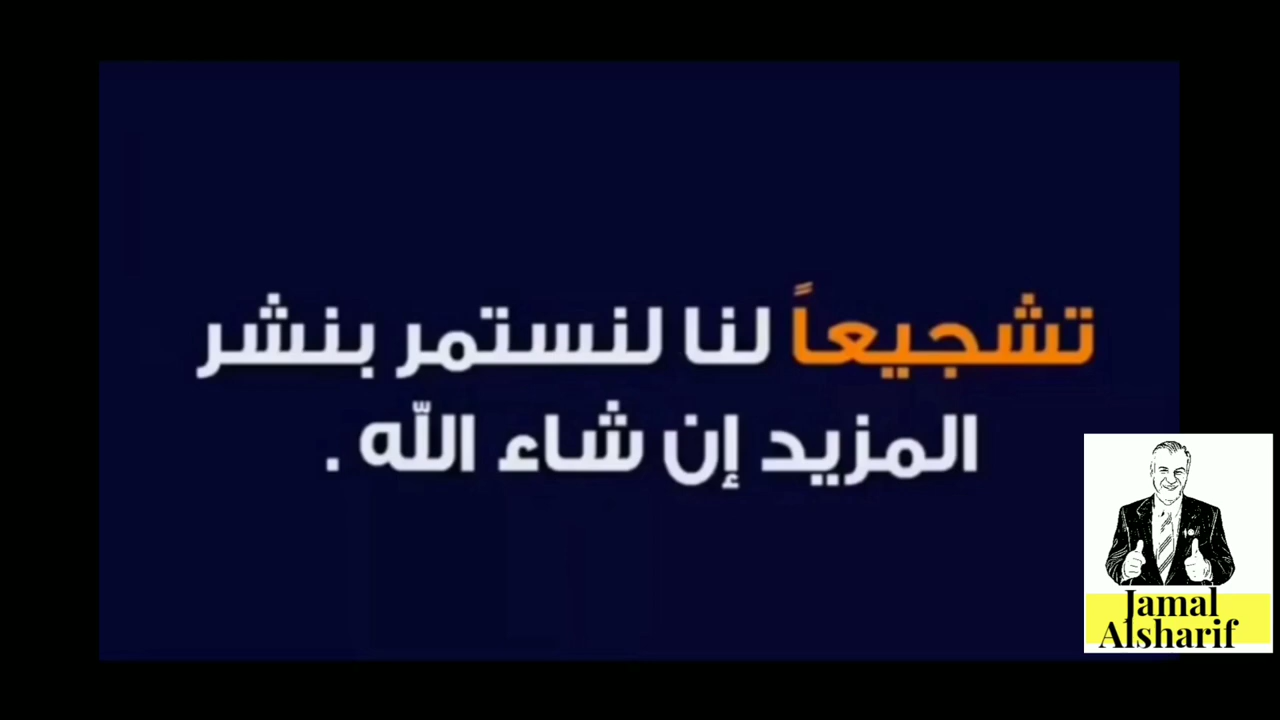 تشجيعاً لنا لنستمر بنشر
المزيد إن شاء الله .
Jamal
Alsharif